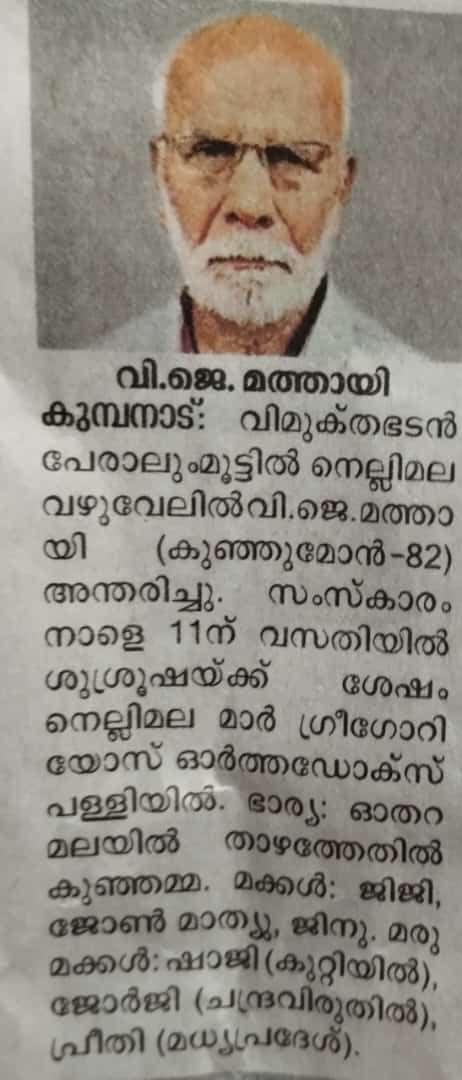 വി.ജെ. മത്തായി
കുമ്പനാട്: വിമുക്തഭടൻ
പേരാലുംമൂട്ടിൽ നെല്ലിമല
വഴുവേലിൽവി.ജെ.മത്താ
യി (കുഞ്ഞുമോൻ-82)
അന്തരിച്ചു. സംസ്കാരം
നാളെ 11ന് വസതിയിൽ
ശുശ്രൂഷയ്ക്ക് ശേഷം
നെല്ലിമല മാർ ഗ്രീഗോറി
യോസ് ഓർത്തഡോക്സ്
പള്ളിയിൽ. ഭാര്യ: ഓതറ
മലയിൽ താഴത്തേതിൽ
കുഞ്ഞമ്മ. മക്കൾ: ജിജി,
ജോൺ മാത്യു, ജിനു. മരു
മക്കൾ: ഷാജി (കുറ്റിയിൽ),
ജോർജി (ചന്ദ്രവിരുതിൽ),
പ്രീതി (മധ്യപ്രദേശ്).